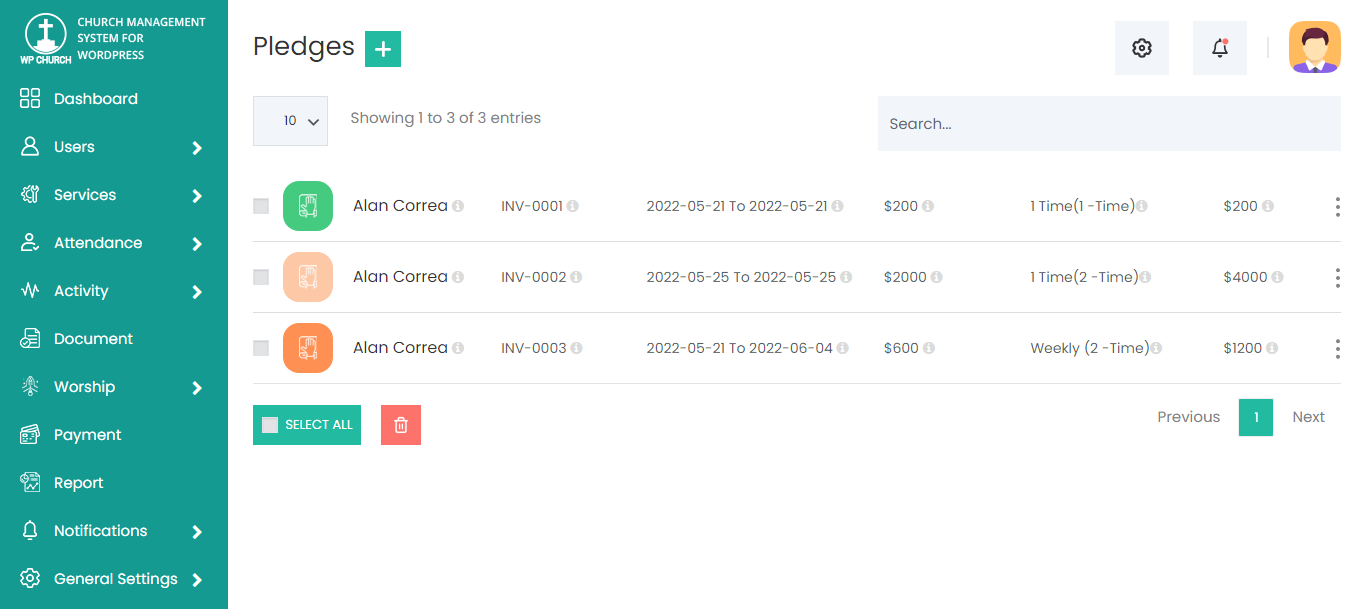 CHURCH MANAGEMENT
SYSTEM FOR
WORDPRESS
WP CHURCH
Dashboard
Users
Services
Attendance
Activity
Document
Worship
Payment
Report
Notifications
General Settings
Pledges +
10
Showing 1 to 3 of 3 entries
Search...
Alan Correa INV-0001 2022-05-21 To 2022-05-21 $200 1 Time(1 -Time) $200
Alan Correa INV-0002 2022-05-25 To 2022-05-25 $2000 1 Time(2 -Time) $4000
Alan Correa INV-0003 2022-05-21 To 2022-06-04 $600 Weekly (2 -Time) $1200
SELECT ALL
Previous 1 Next